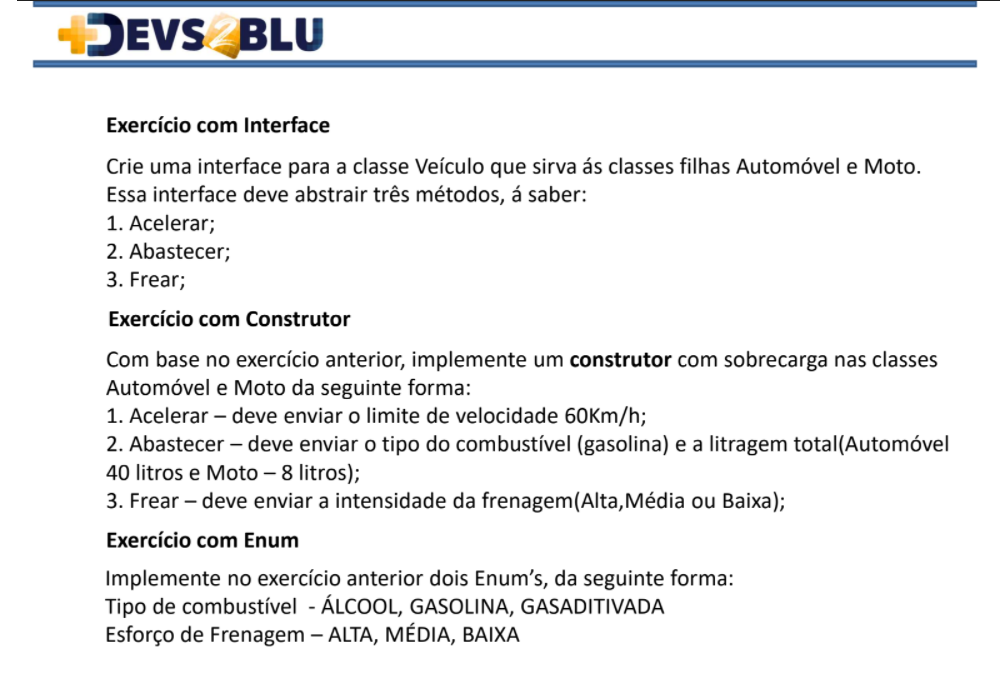 +DEVS2BLU
Exercício com Interface
Crie uma interface para a classe Veículo que sirva ás classes filhas Automóvel e Moto.
Essa interface deve abstrair três métodos, á saber:
1. Acelerar;
2. Abastecer;
3. Frear;
Exercício com Construtor
Com base no exercício anterior, implemente um construtor com sobrecarga nas classes
Automóvel e Moto da seguinte forma:
1. Acelerar – deve enviar o limite de velocidade 60Km/h;
2. Abastecer – deve enviar o tipo do combustível (gasolina) e a litragem total(Automóvel
40 litros e Moto – 8 litros);
3. Frear – deve enviar a intensidade da frenagem(Alta,Média ou Baixa);
Exercício com Enum
Implemente no exercício anterior dois Enum’s, da seguinte forma:
Tipo de combustível - ÁLCOOL, GASOLINA, GASADITIVADA
Esforço de Frenagem – ALTA, MÉDIA, BAIXA